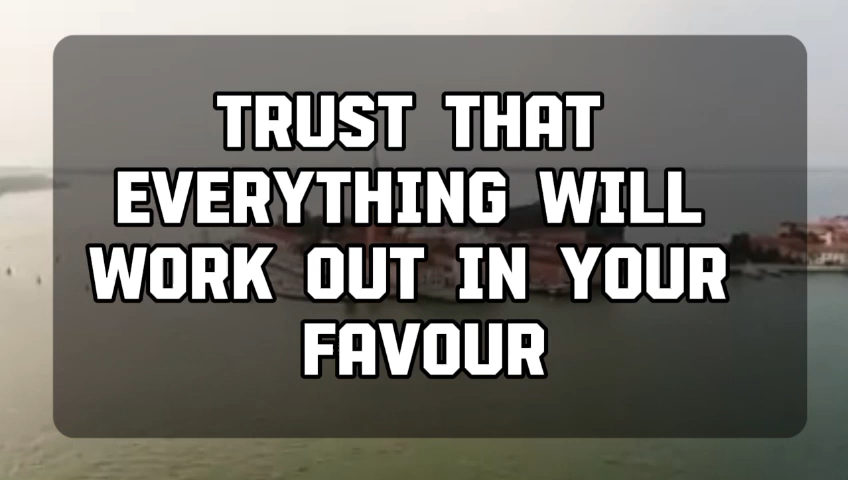 TRUST THAT
EVERYTHING WILL
WORK OUT IN YOUR
FAVOUR